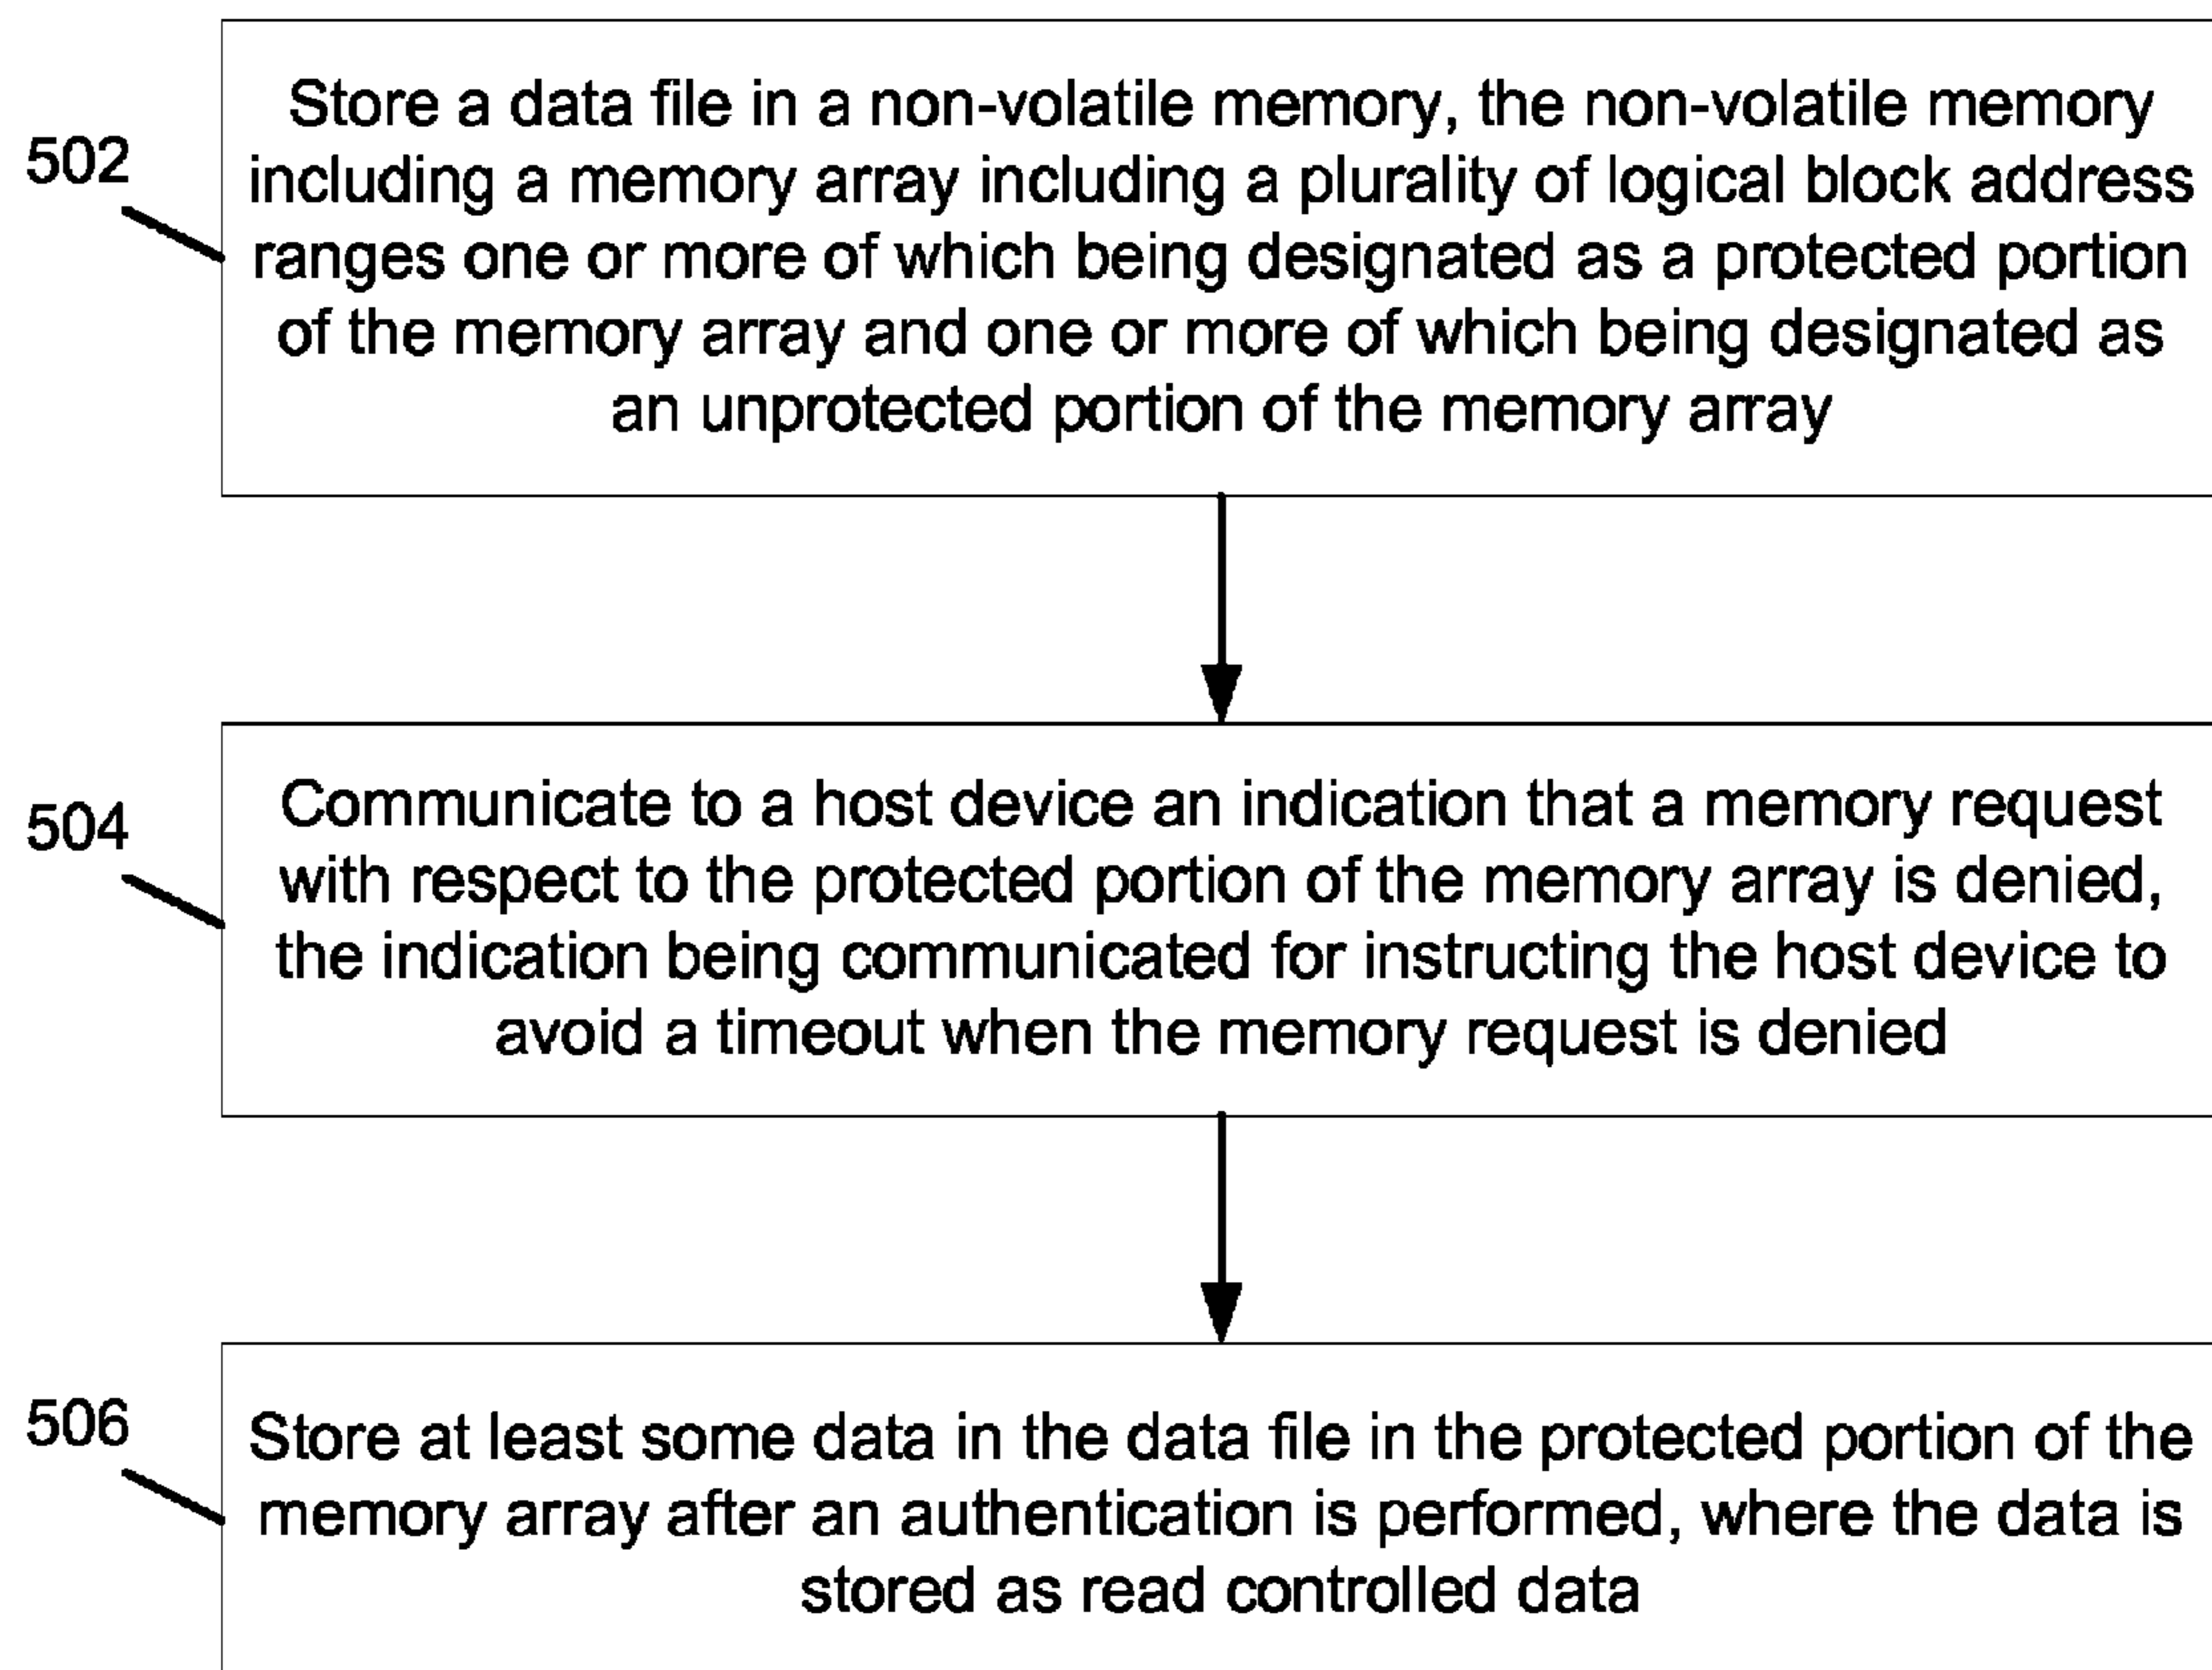 502
Store a data file in a non-volatile memory, the non-volatile memory
including a memory array including a plurality of logical block address
ranges one or more of which being designated as a protected portion
of the memory array and one or more of which being designated as
an unprotected portion of the memory array
504
Communicate to a host device an indication that a memory request
with respect to the protected portion of the memory array is denied,
the indication being communicated for instructing the host device to
avoid a timeout when the memory request is denied
506
Store at least some data in the data file in the protected portion of the
memory array after an authentication is performed, where the data is
stored as read controlled data